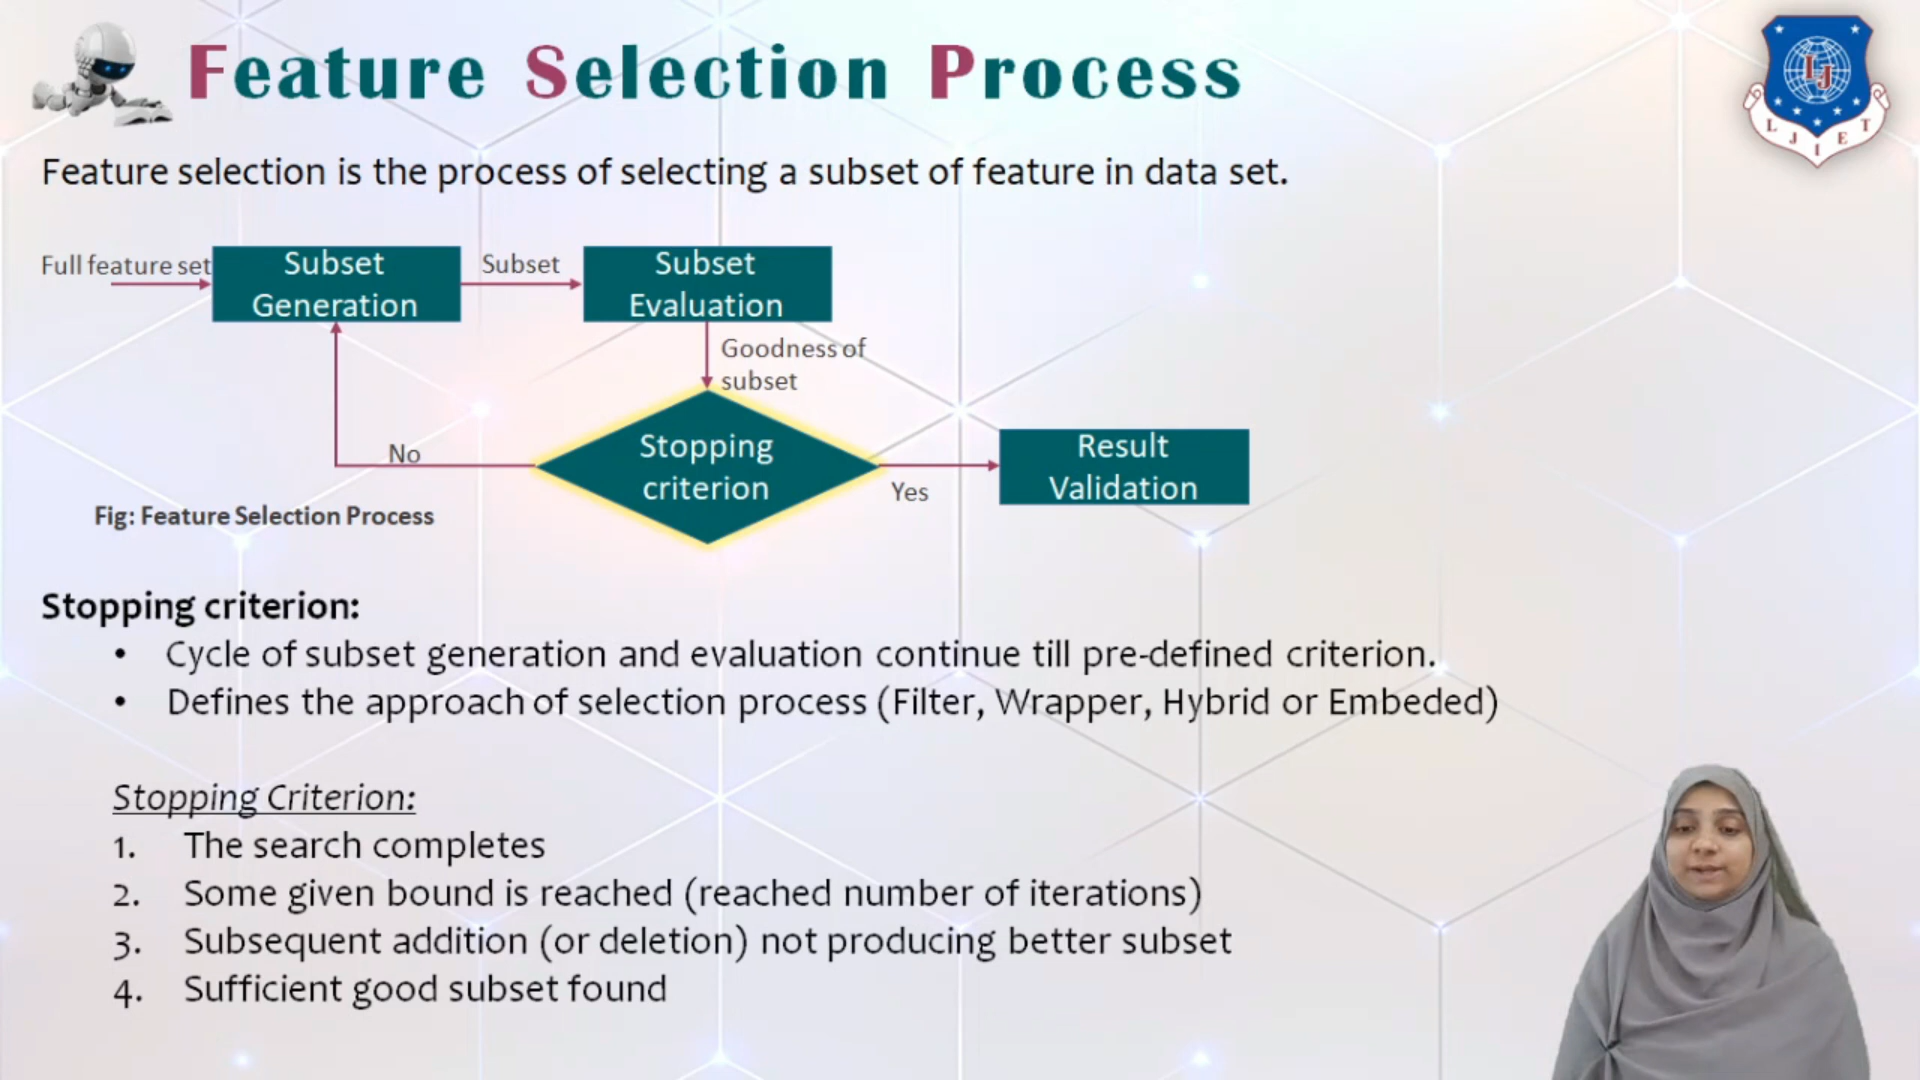 Feature Selection Process
LJIET
Feature selection is the process of selecting a subset of feature in data set.
Full feature set
Subset
Generation
Subset
Subset
Evaluation
Goodness of
subset
Stopping
criterion
No
Yes
Result
Validation
Fig: Feature Selection Process
Stopping criterion:
• Cycle of subset generation and evaluation continue till pre-defined criterion.
• Defines the approach of selection process (Filter, Wrapper, Hybrid or Embeded)
Stopping Criterion:
1. The search completes
2. Some given bound is reached (reached number of iterations)
3. Subsequent addition (or deletion) not producing better subset
4. Sufficient good subset found